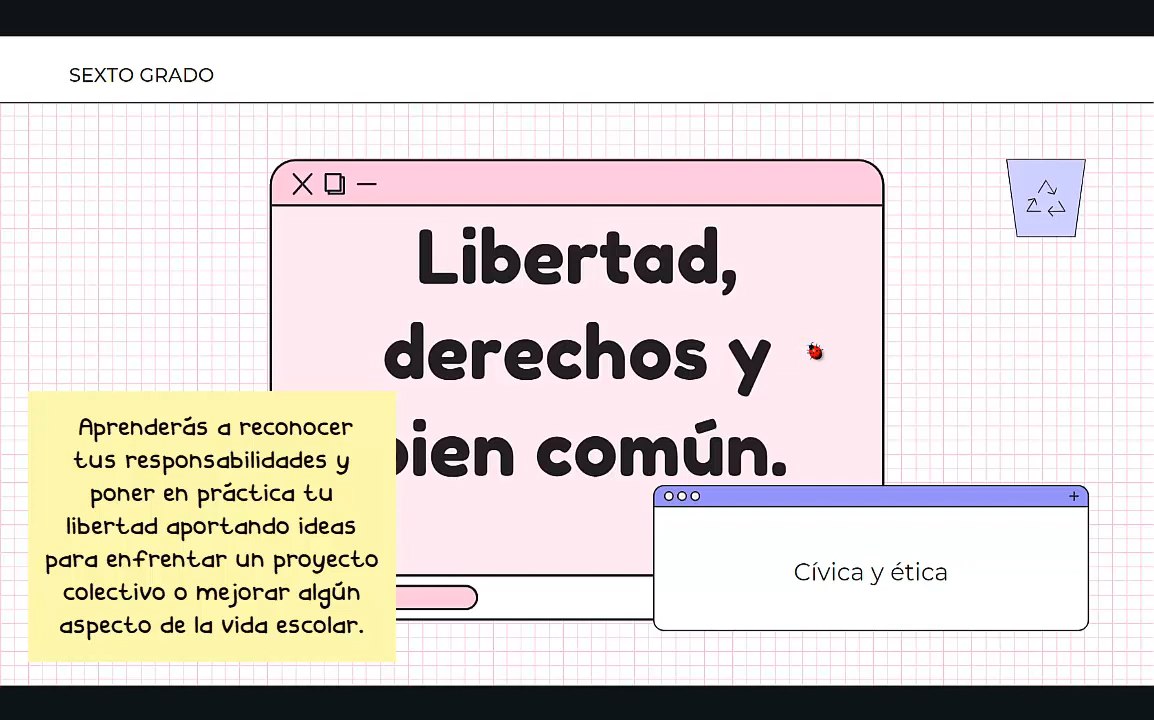 SEXTO GRADO
Libertad,
derechos y
bien común.
Aprenderás a reconocer
tus responsabilidades y
poner en práctica tu
libertad aportando ideas
para enfrentar un proyecto
colectivo o mejorar algún
aspecto de la vida escolar.
Cívica y ética